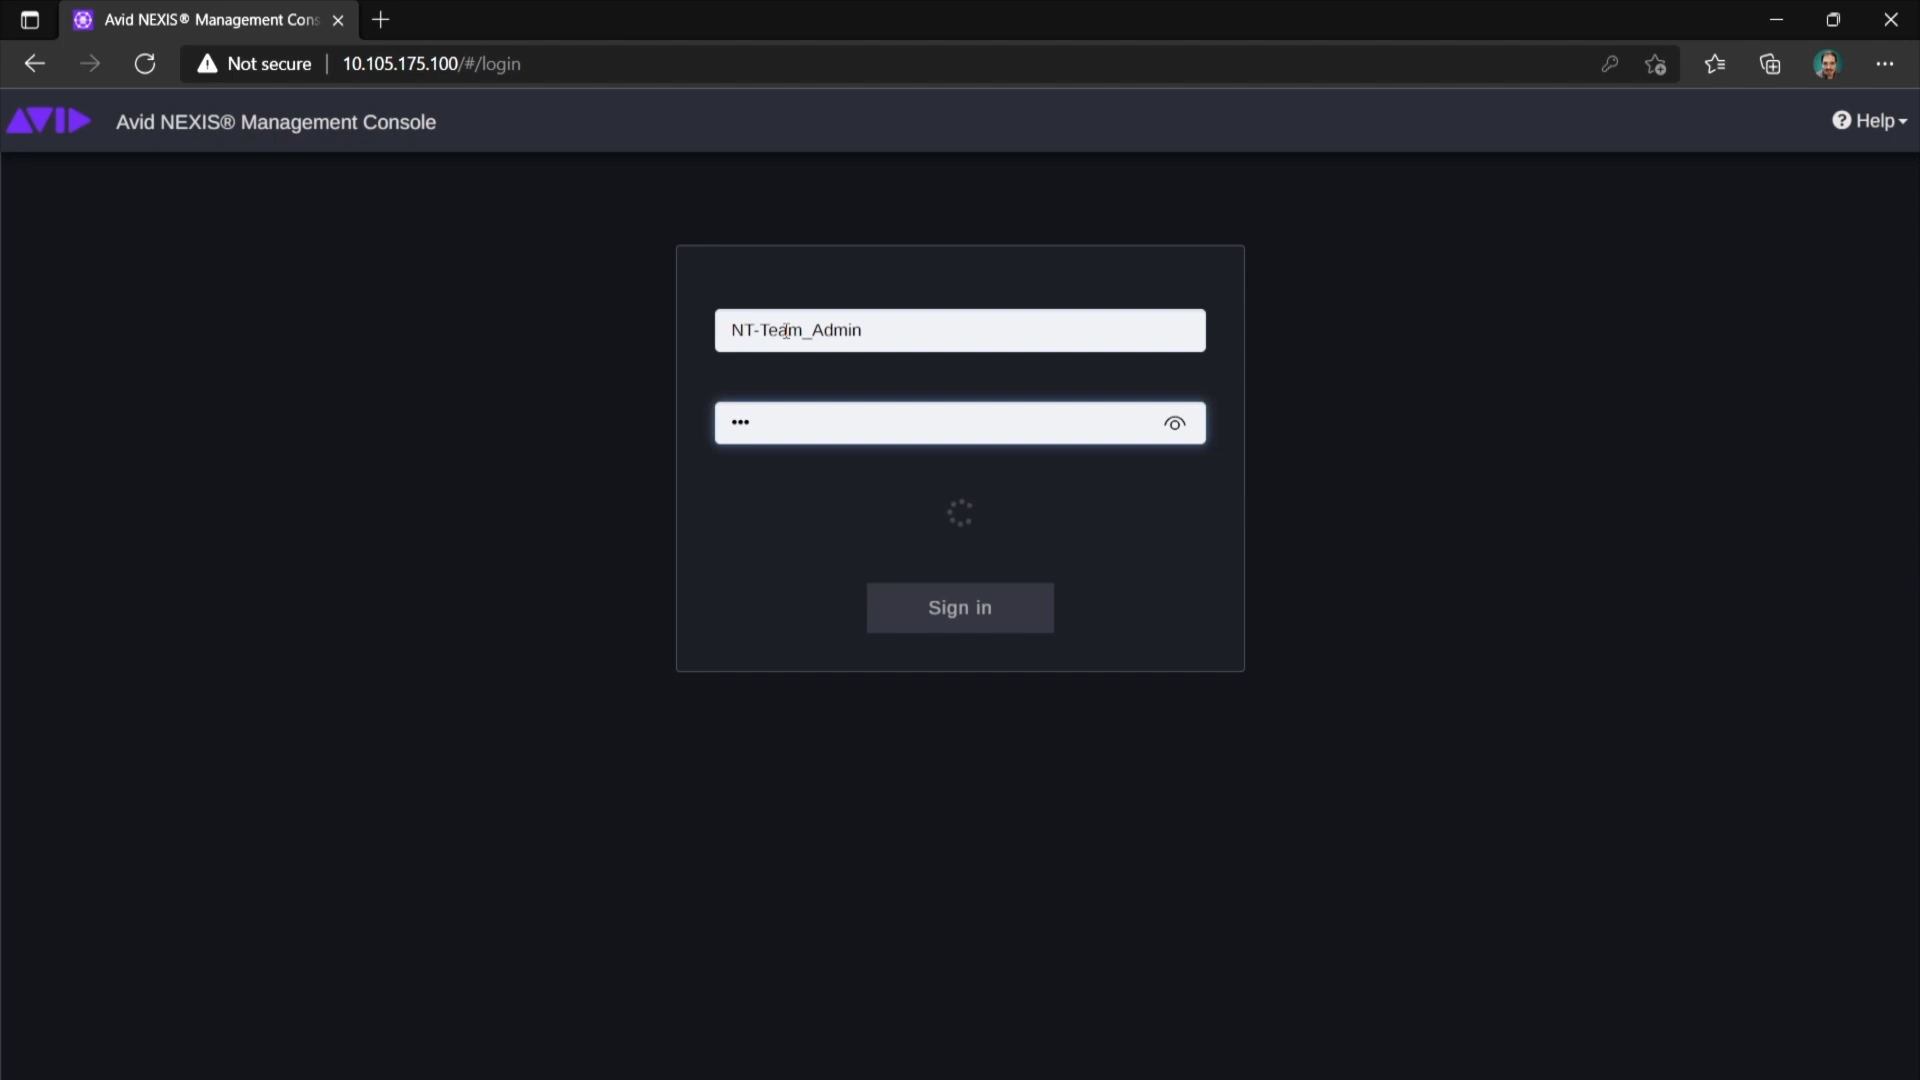 Avid NEXIS® Management Cons
Not secure
10.105.175.100/#/login
AVID
Avid NEXIS® Management Console
Help
NT-Team_Admin
•••
Sign in